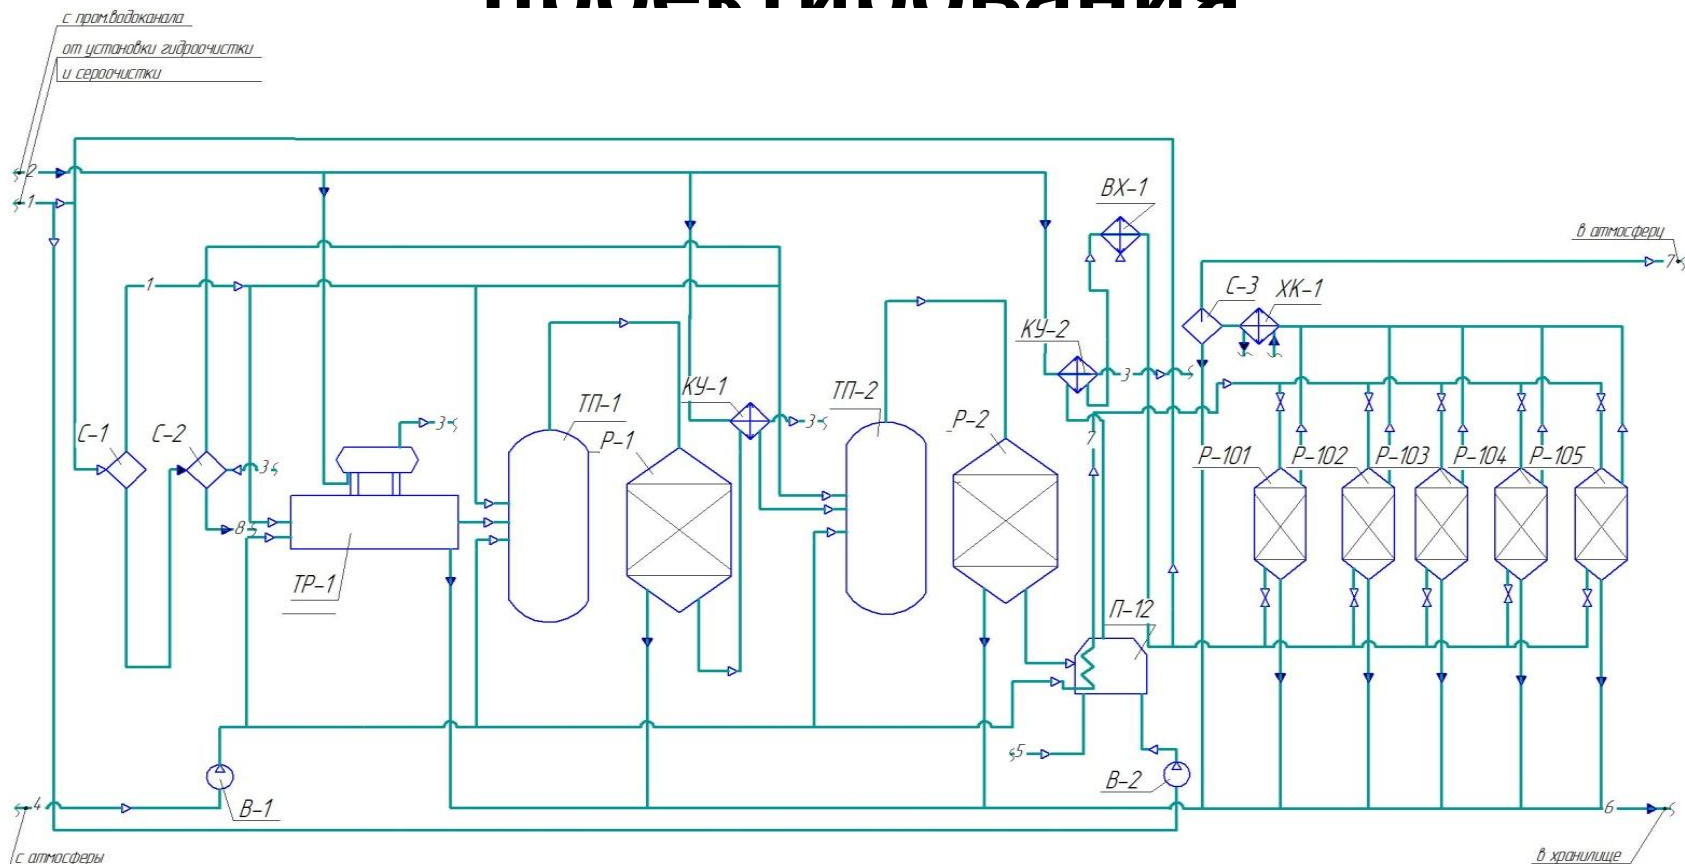 с пром.водоканала
от установки гидроочистки
и сероочистки
2
1
ВХ-1
в атмосферу
7
1
С-3
ХК-1
КУ-2
3
КУ-1
ТП-2
ТП-1
Р-2
С-1
С-2
3
3
Р-1
7
Р-101
Р-102
Р-103
Р-104
Р-105
3
8
ТР-1
П-12
5
В-2
4
В-1
6
с атмосферы
в хранилище